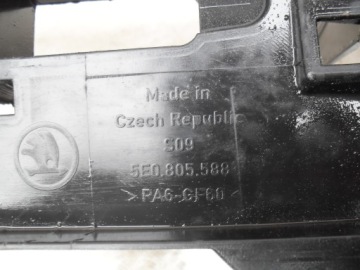 Made in
Czech Republic
S09
5E0.805.588
>PA6-GF60<